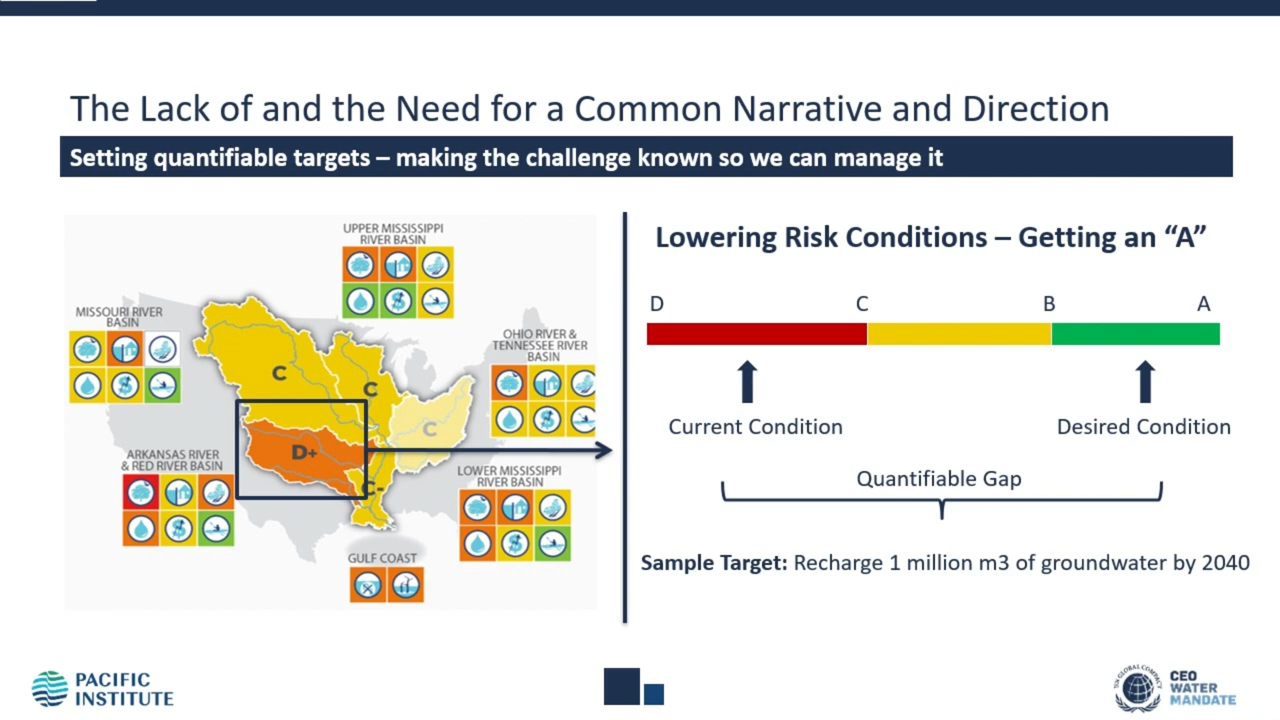 The Lack of and the Need for a Common Narrative and Direction
Setting quantifiable targets – making the challenge known so we can manage it
UPPER MISSISSIPPI
RIVER BASIN
MISSOURI RIVER
BASIN
OHIO RIVER &
TENNESSEE RIVER
BASIN
C
C
C
D+
C-
ARKANSAS RIVER
& RED RIVER BASIN
LOWER MISSISSIPPI
RIVER BASIN
GULF COAST
Lowering Risk Conditions – Getting an “A”
D C B A
Current Condition
Desired Condition
Quantifiable Gap
Sample Target: Recharge 1 million m3 of groundwater by 2040
PACIFIC
INSTITUTE
GLOBAL COMPACT
CEO
WATER
MANDATE